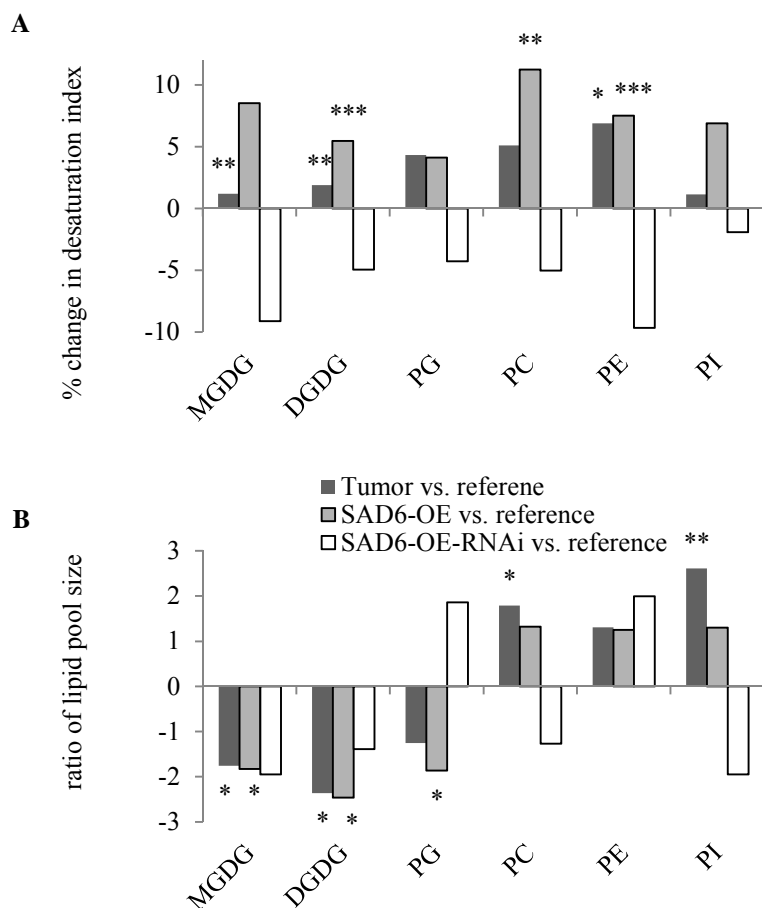 A
% change in desaturation index
10
5
0
-5
-10
** ** *** ** * ***
MGDG DGDG PG PC PE PI
Tumor vs. referene
SAD6-OE vs. reference
SAD6-OE-RNAi vs. reference
B
ratio of lipid pool size
3
2
1
0
-1
-2
-3
* **
* * * * *
MGDG DGDG PG PC PE PI